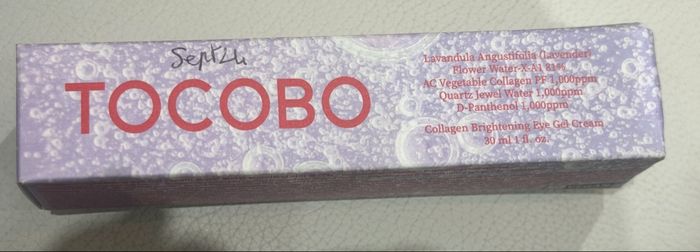 Sept24
TOCOBO
Lavandula Angustifolia (Lavender)
Flower Water-X-A1 81%
AC Vegetable Collagen PF 1,000ppm
Quartz Jewel Water 1,000ppm
D-Panthenol 1,000ppm
Collagen Brightening Eye Gel Cream
30 ml 1 fl. oz.